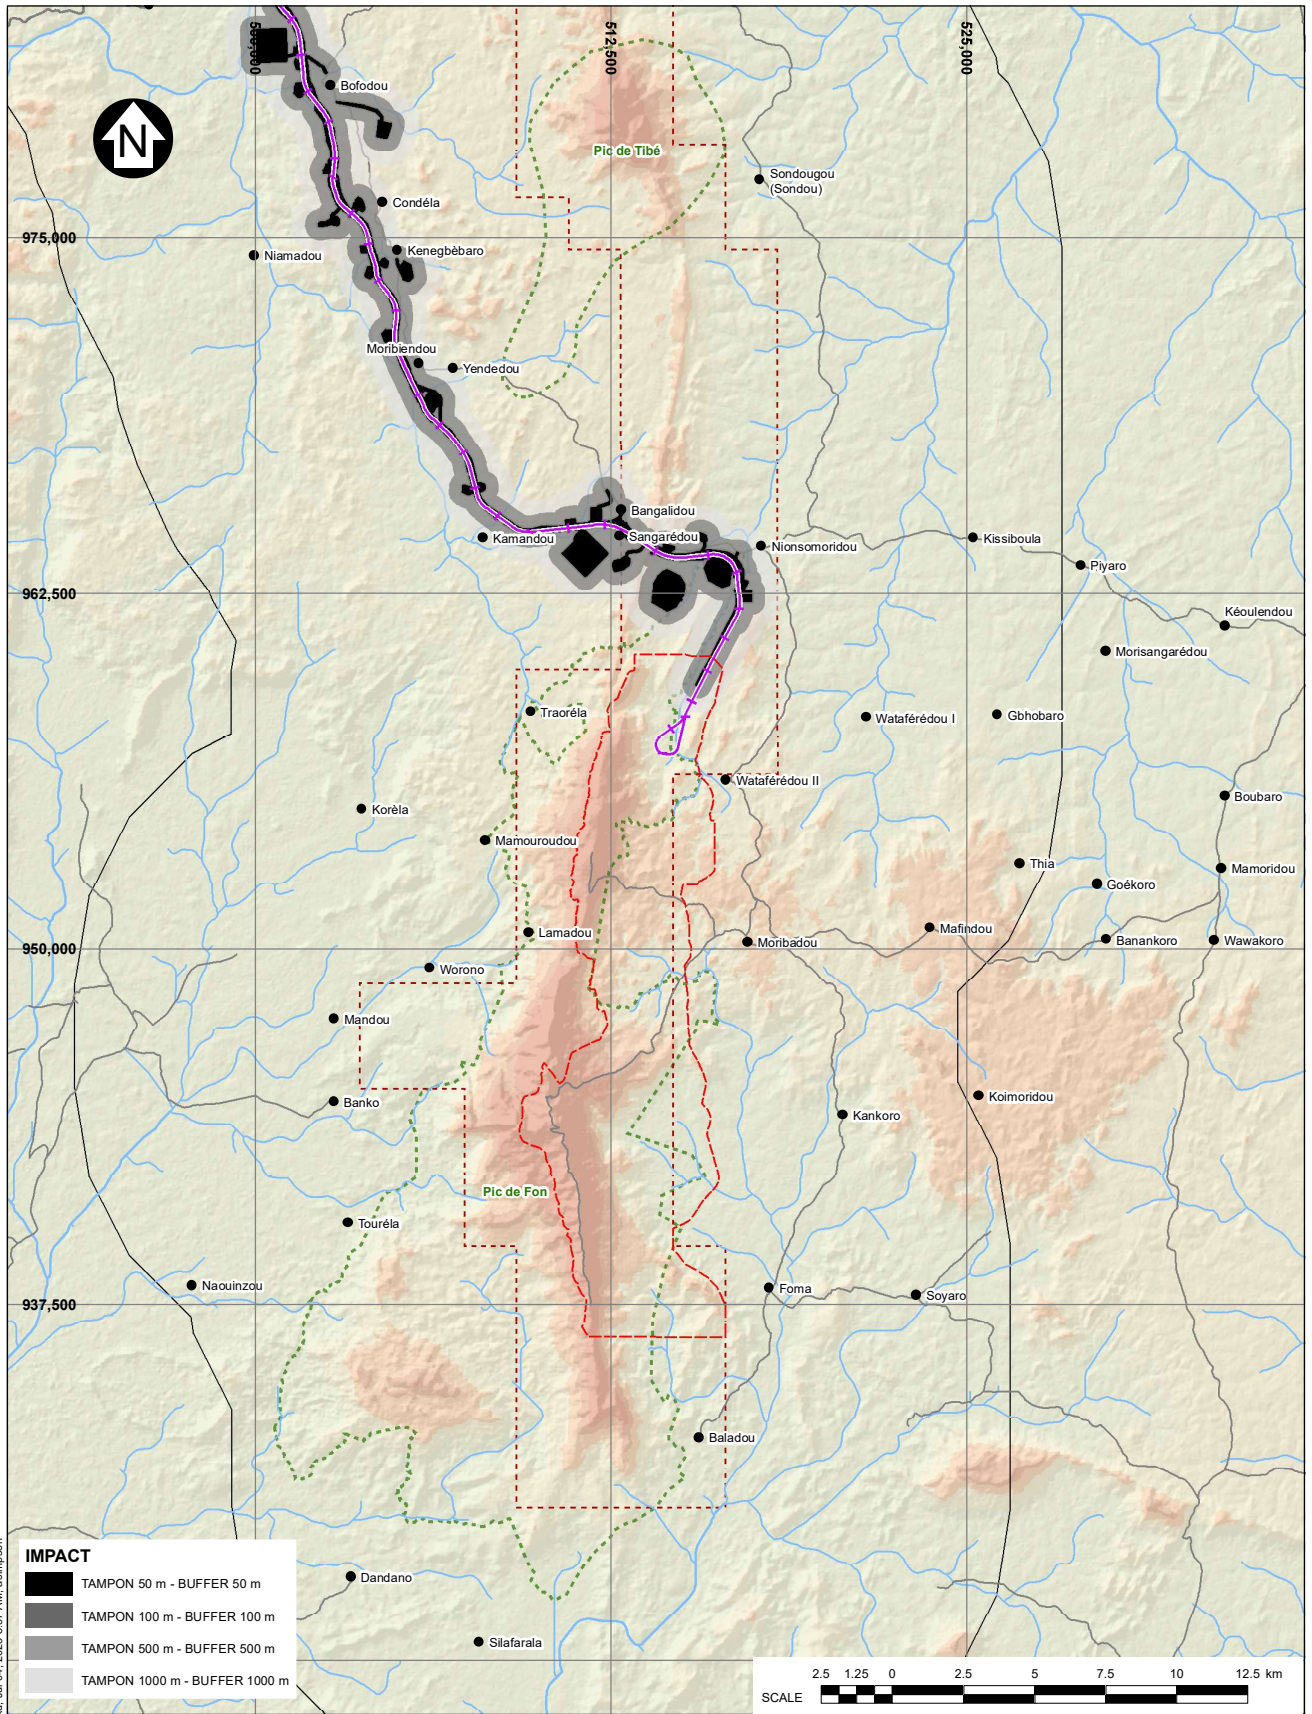 512,500
525,000
Bofodou
N
Pic de Tibé
Sondougou
(Sondou)
Condéla
975,000
Kenegbèbaro
Niamadou
Moribiendou
Yendedou
Bangalidou
Kamandou
Sangarédou
Nionsomoridou
Kissiboula
Piyaro
962,500
Kéoulendou
Morisangarédou
Traoréla
Wataférédou I
Gbhobaro
Wataférédou II
Korèla
Boubaro
Mamouroudou
Thia
Mamoridou
Goékoro
Lamadou
Mafindou
Moribadou
Banankoro
Wawakoro
950,000
Worono
Mandou
Koimoridou
Banko
Kankoro
Pic de Fon
Touréla
Naouinzou
Foma
Soyaro
937,500
Baladou
IMPACT
TAMPON 50 m - BUFFER 50 m
TAMPON 100 m - BUFFER 100 m
TAMPON 500 m - BUFFER 500 m
TAMPON 1000 m - BUFFER 1000 m
Dandano
Silafarala
2.5 1.25 0 2.5 5 7.5 10 12.5 km
SCALE